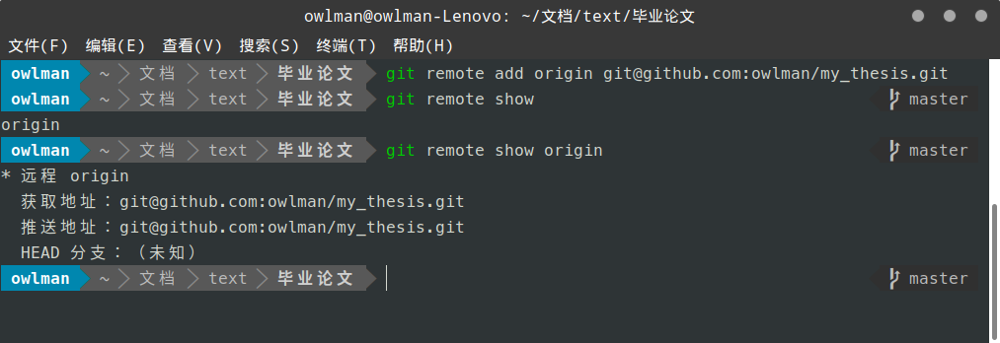 owlman@owlman-Lenovo: ~/文档/text/毕业论文
文件(F) 编辑(E) 查看(V) 搜索(S) 终端(T) 帮助(H)
owlman ~ 文档 text 毕业论文 git remote add origin git@github.com:owlman/my_thesis.git
owlman ~ 文档 text 毕业论文 git remote show master
origin
owlman ~ 文档 text 毕业论文 git remote show origin master
* 远程 origin
获取地址：git@github.com:owlman/my_thesis.git
推送地址：git@github.com:owlman/my_thesis.git
HEAD 分支：（未知）
owlman ~ 文档 text 毕业论文 master